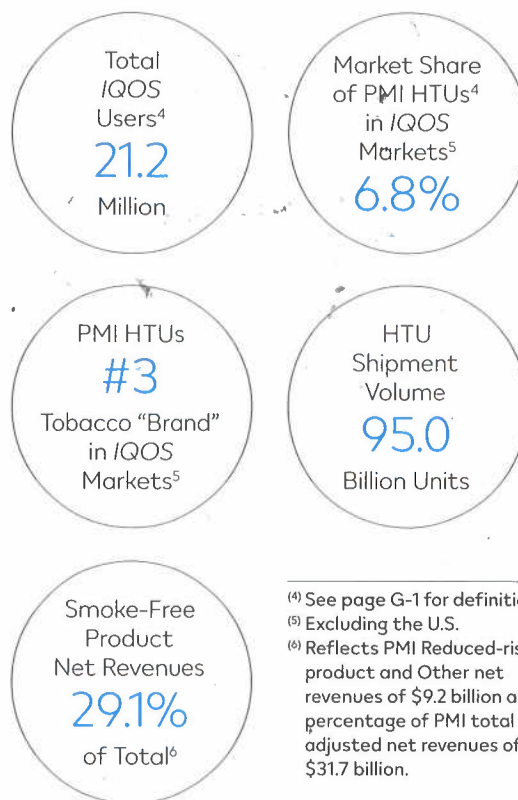 Total
IQOS
Users⁴
21.2
Million
Market Share
of PMI HTUs⁴
in IQOS
Markets⁵
6.8%
PMI HTUs
#3
Tobacco “Brand”
in IQOS
Markets⁵
HTU
Shipment
Volume
95.0
Billion Units
Smoke-Free
Product
Net Revenues
29.1%
of Total⁶
⁽⁴⁾ See page G-1 for definiti
⁽⁵⁾ Excluding the U.S.
⁽⁶⁾ Reflects PMI Reduced-ris
product and Other net
revenues of $9.2 billion a
percentage of PMI total
adjusted net revenues of
$31.7 billion.